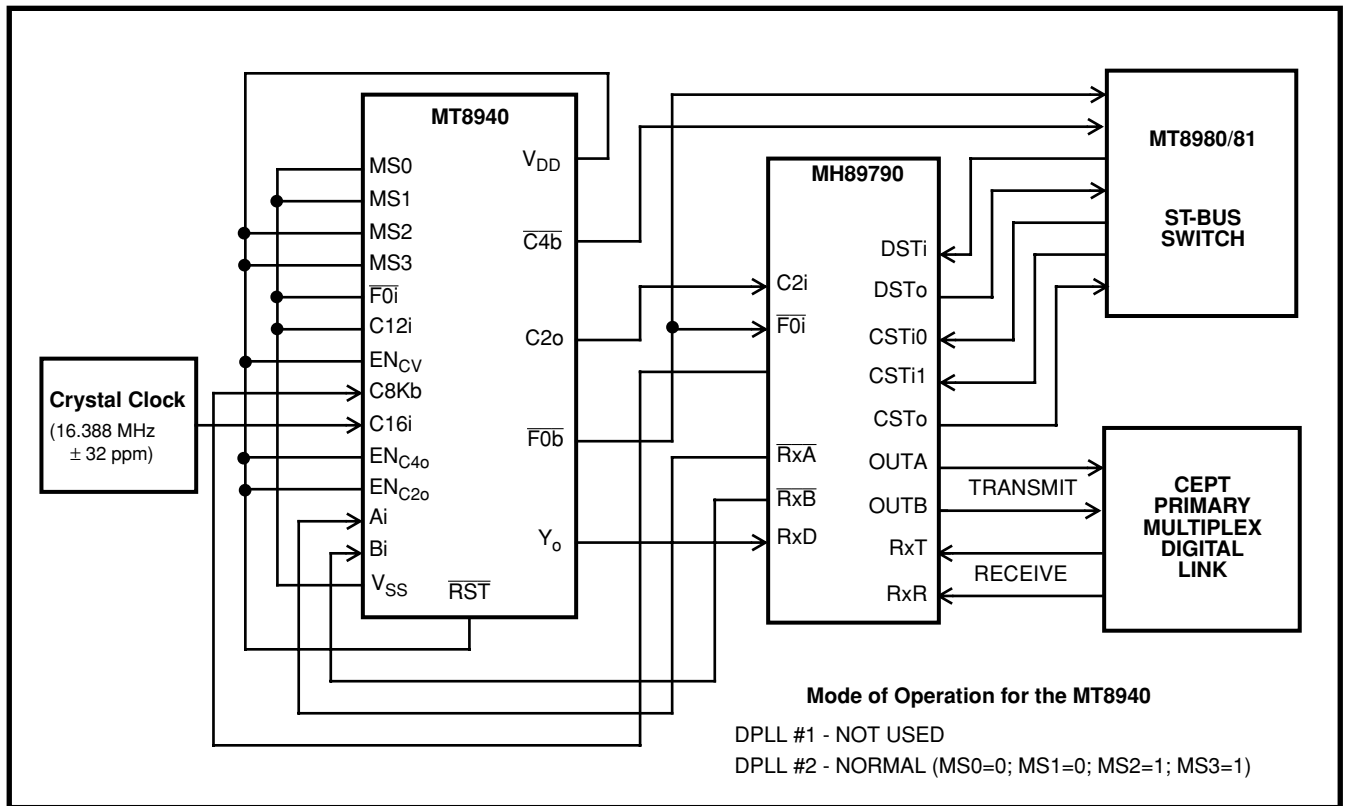 MT8940
MS0
MS1
MS2
MS3
F0i
C12i
EN_CV
C8Kb
C16i
EN_C4o
EN_C2o
Ai
Bi
V_SS
RST
V_DD
C4b
C2o
F0b
Y_o
Crystal Clock
(16.388 MHz
± 32 ppm)
MH89790
C2i
F0i
RxA
RxB
RxD
DSTi
DSTo
CSTi0
CSTi1
CSTo
OUTA
OUTB
RxT
RxR
TRANSMIT
RECEIVE
MT8980/81
ST-BUS
SWITCH
CEPT
PRIMARY
MULTIPLEX
DIGITAL
LINK
Mode of Operation for the MT8940
DPLL #1 - NOT USED
DPLL #2 - NORMAL (MS0=0; MS1=0; MS2=1; MS3=1)